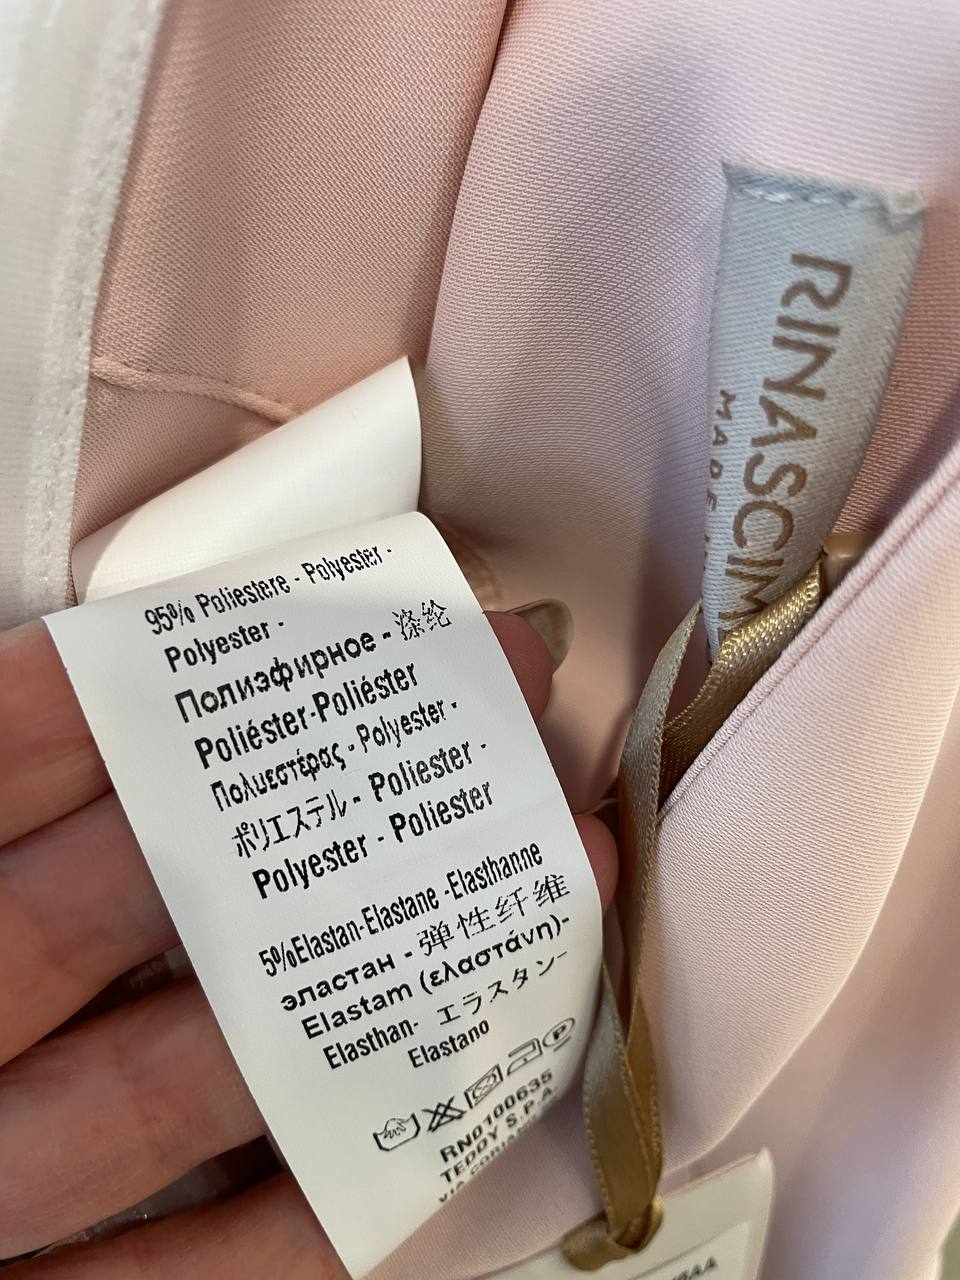 95% Poliestere - Polyester -
Polyester -
Полиэфирное - 涤纶
Poliéster-Poliéster
Πολυεστέρας - Polyester -
ポリエステル - Poliester -
Polyester - Poliester
5%Elastan-Elastane -Elasthanne
эластан - 弹性纤维
Elastam (ελαστάνη)-
Elasthan- エラスタン-
Elastano
RN0100635
TEDDY S.P.A
VIA
RINASCIM
MADE